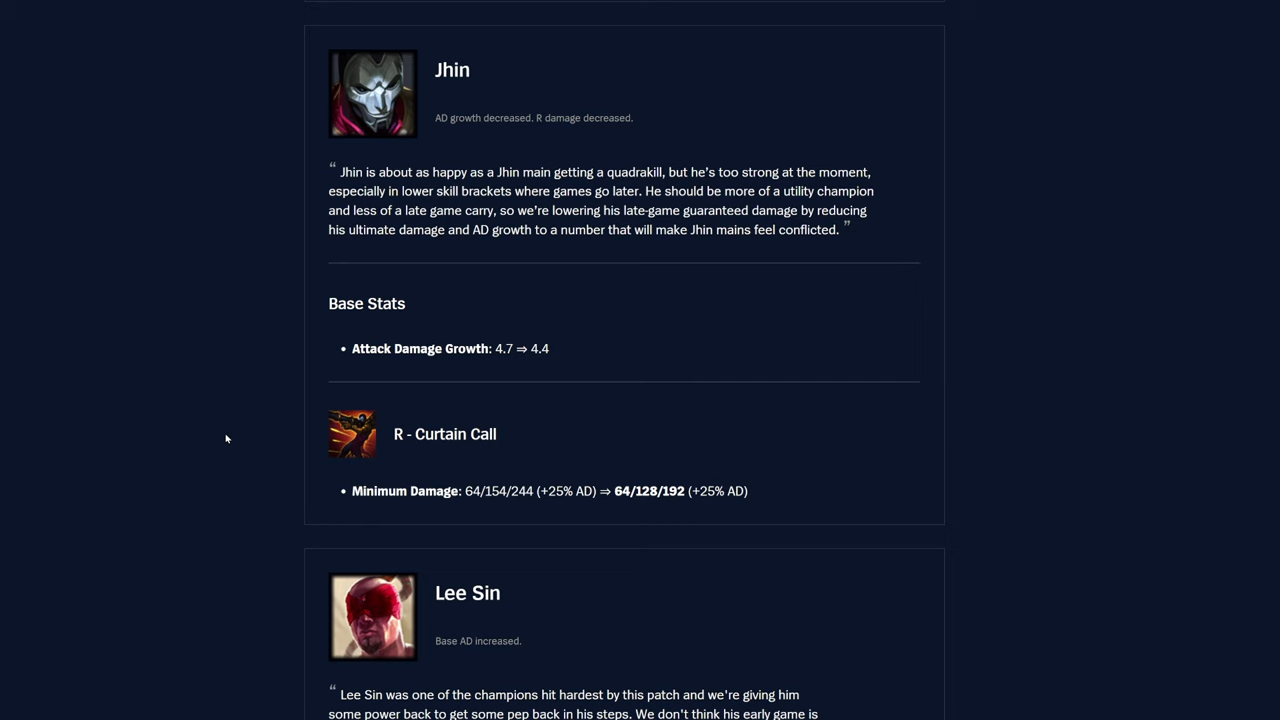 Jhin
AD growth decreased. R damage decreased.
“ Jhin is about as happy as a Jhin main getting a quadrakill, but he's too strong at the moment,
especially in lower skill brackets where games go later. He should be more of a utility champion
and less of a late game carry, so we're lowering his late-game guaranteed damage by reducing
his ultimate damage and AD growth to a number that will make Jhin mains feel conflicted. ”
Base Stats
• Attack Damage Growth: 4.7 ⇒ 4.4
R - Curtain Call
• Minimum Damage: 64/154/244 (+25% AD) ⇒ 64/128/192 (+25% AD)
Lee Sin
Base AD increased.
“ Lee Sin was one of the champions hit hardest by this patch and we're giving him
some power back to get some pep back in his steps. We don't think his early game is